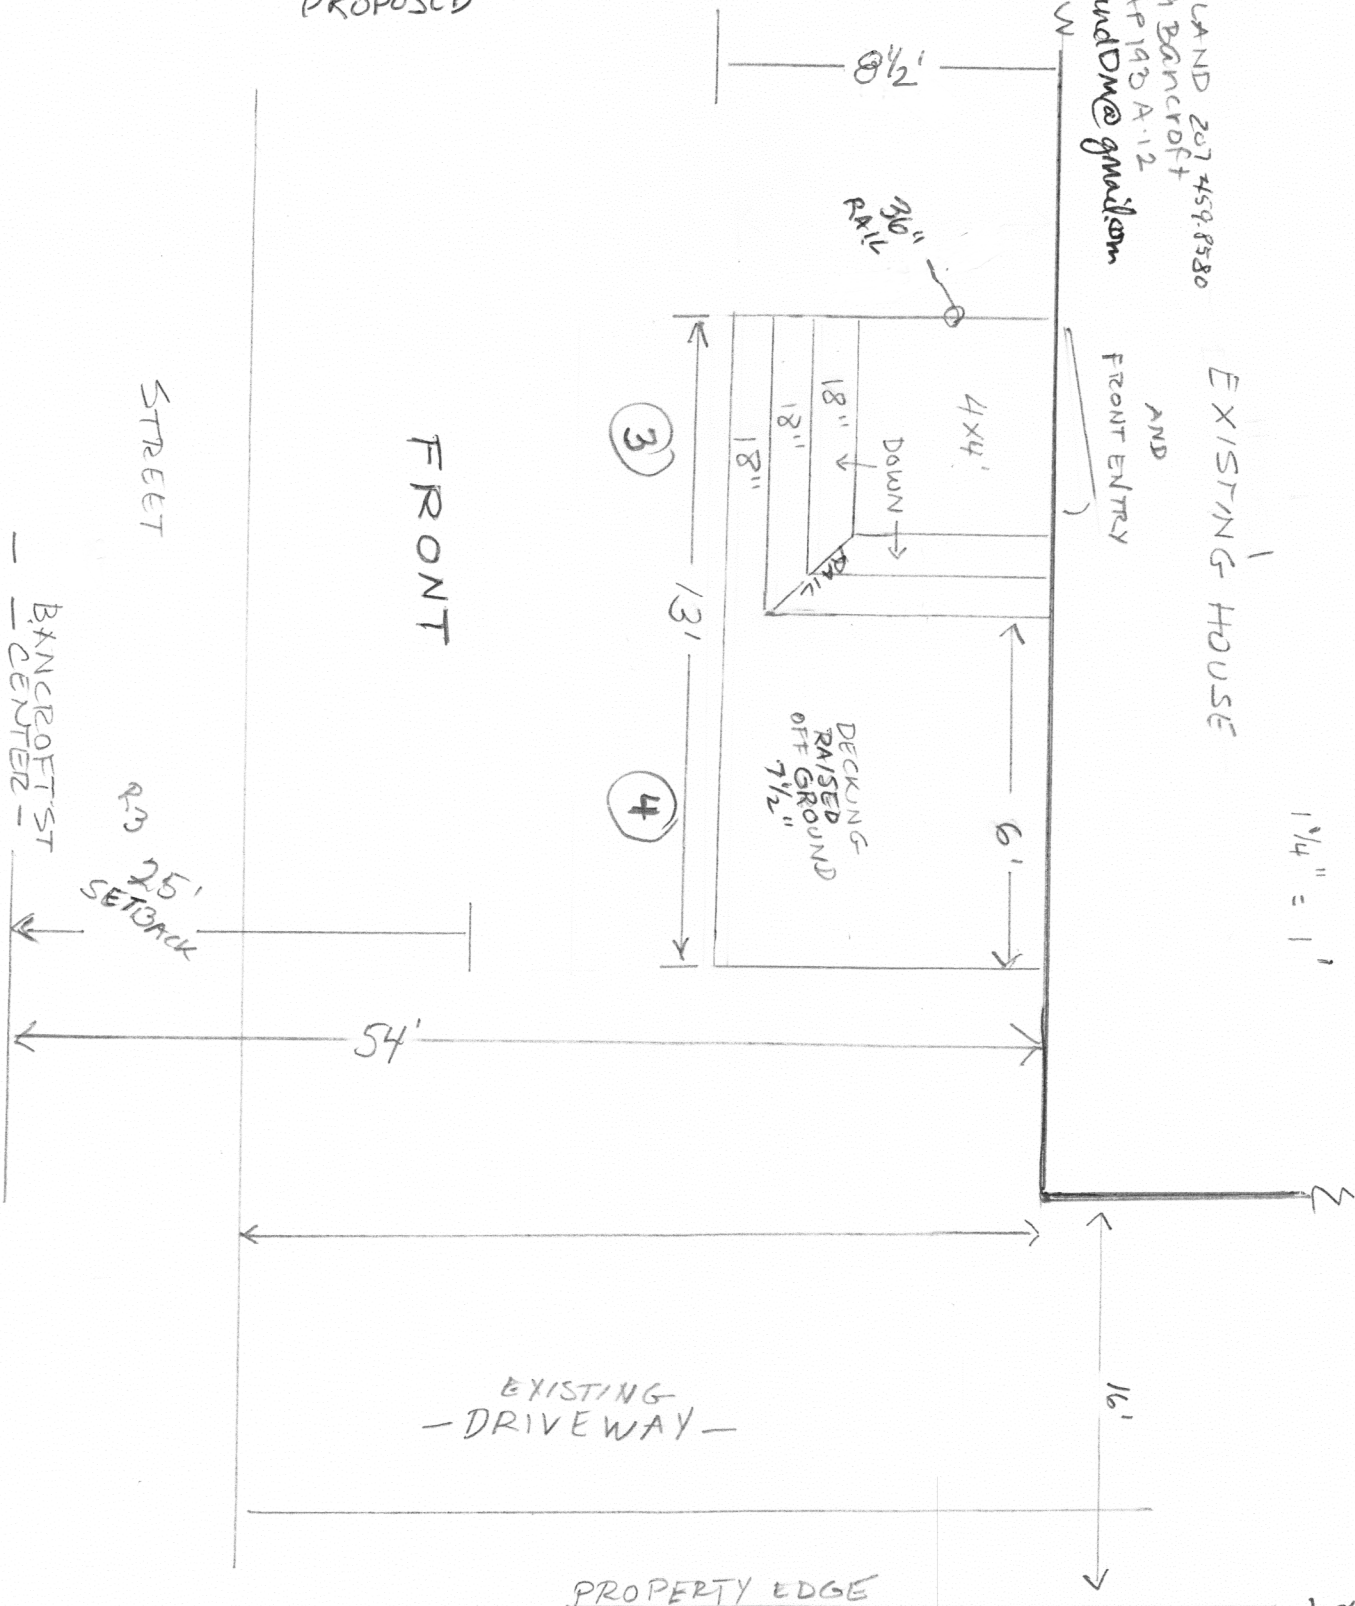 PROPOSED
LAND 207 459.8580
Bancroft
P 193 A-12
andDM@gmail.com
8½'
36"
RAIL
EXISTING HOUSE
AND
FRONT ENTRY
1¼" = 1'
4x4'
DOWN
18"
18"
18"
RAIL
3
13'
4
6'
DECKING
RAISED
OFF GROUND
7½"
FRONT
STREET
BANCROFT ST
- CENTER -
23 25'
SETBACK
54'
16'
EXISTING
- DRIVEWAY -
PROPERTY EDGE